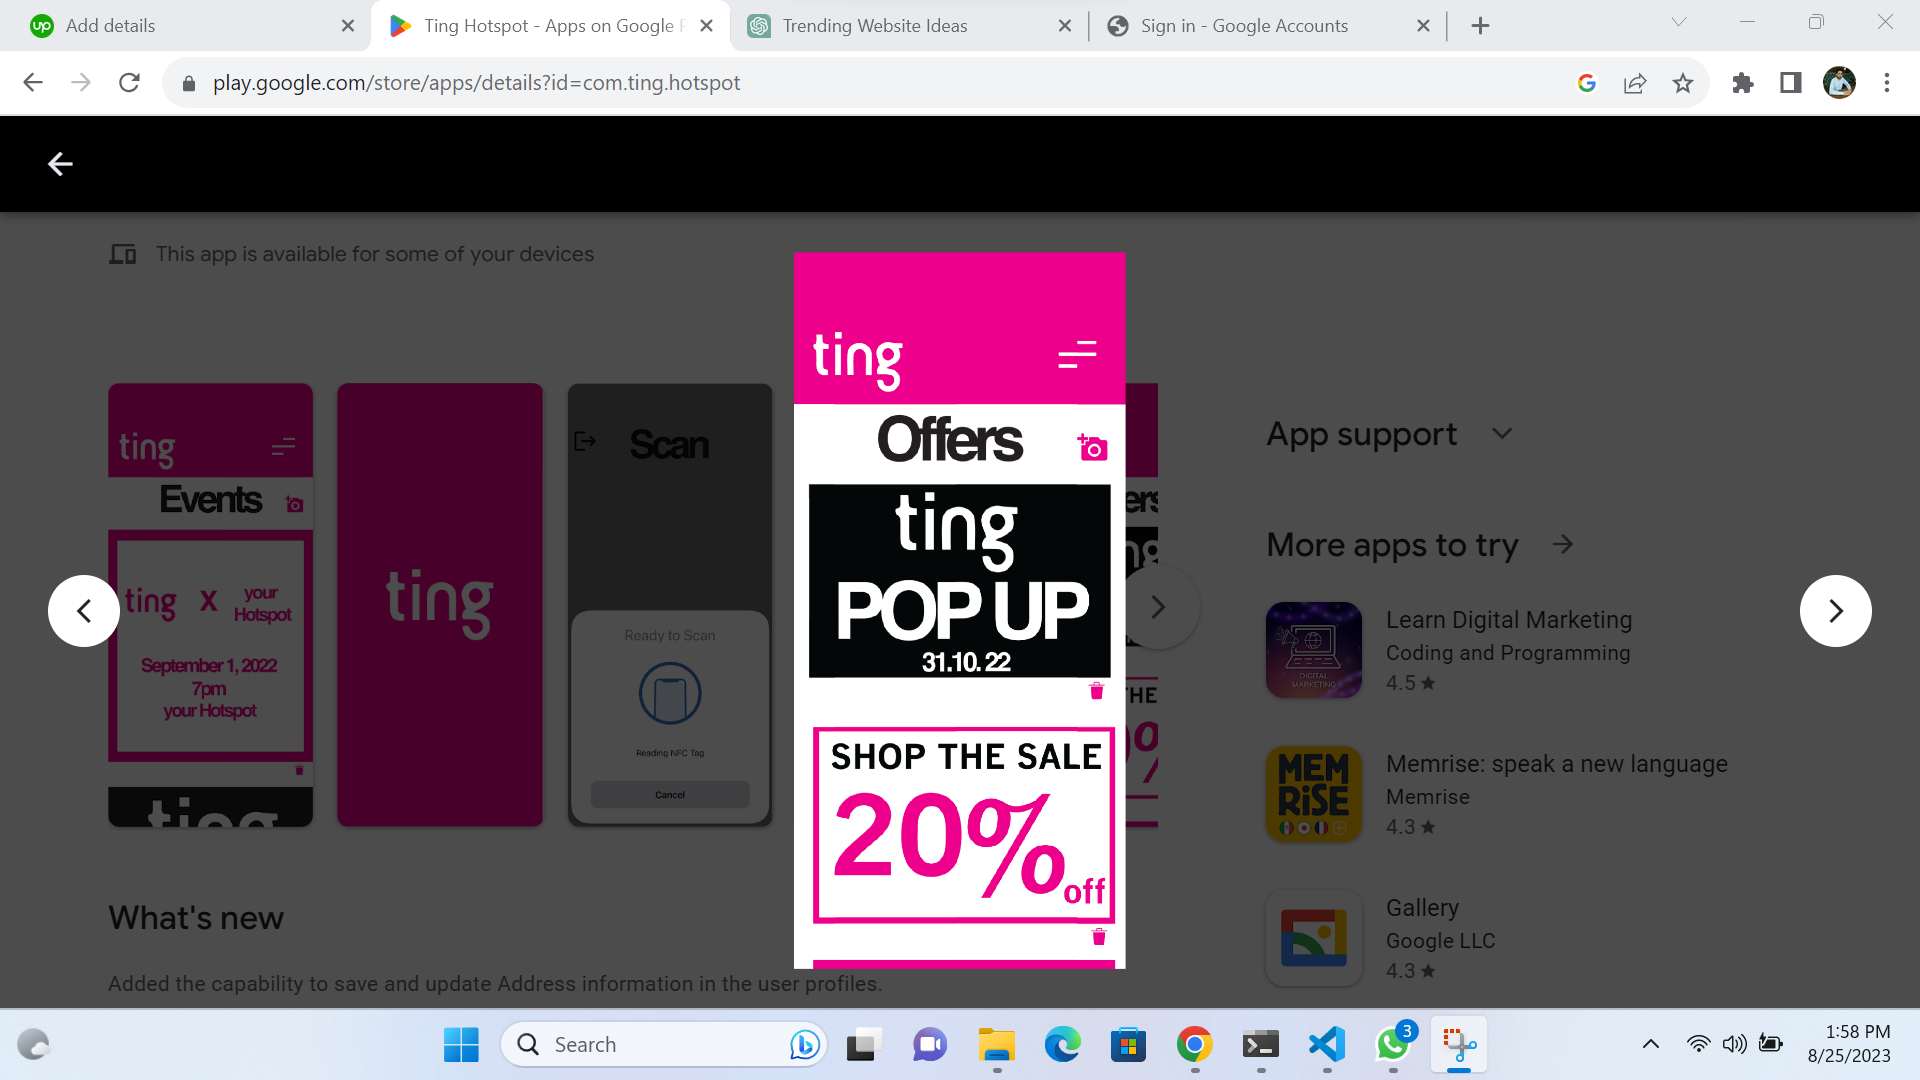 Add details
Ting Hotspot - Apps on Google P
Trending Website Ideas
Sign in - Google Accounts
play.google.com/store/apps/details?id=com.ting.hotspot
This app is available for some of your devices
ting
Events
ting X your
Hotspot
September 1, 2022
7pm
your Hotspot
ting
Scan
Ready to Scan
Reading NFC Tag
Cancel
ting
Offers
ting
POP UP
31.10.22
SHOP THE SALE
20%
off
App support
More apps to try
Learn Digital Marketing
Coding and Programming
DIGITAL
MARKETING
4.5
MEM
RiSE
Memrise: speak a new language
Memrise
4.3
Gallery
Google LLC
4.3
What's new
Added the capability to save and update Address information in the user profiles.
Search
3
1:58 PM
8/25/2023